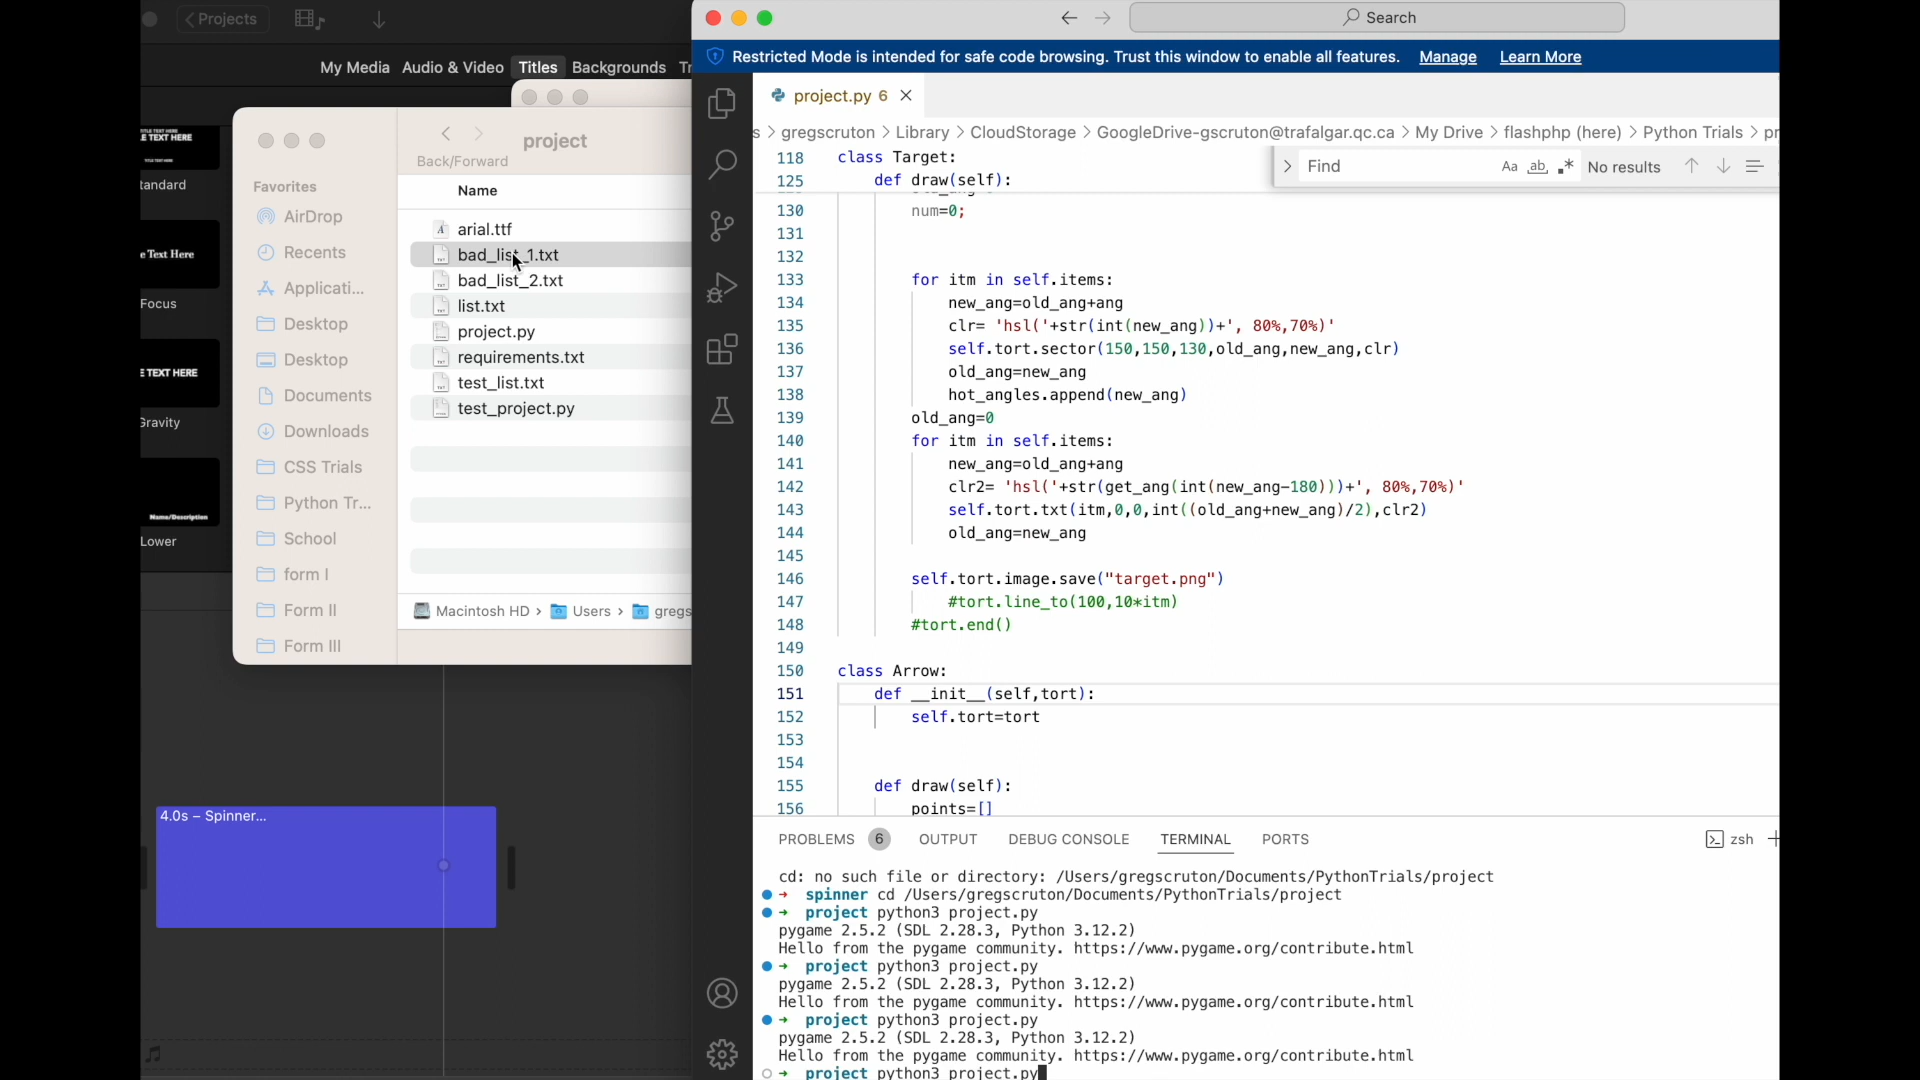 Projects
My Media Audio & Video Titles Backgrounds Tr
TITLE TEXT HERE
tandard
e Text Here
Focus
E TEXT HERE
Gravity
Name/Description
Lower
4.0s – Spinner...
project
Back/Forward
Favorites
AirDrop
Recents
Applicati...
Desktop
Desktop
Documents
Downloads
CSS Trials
Python Tr...
School
form I
Form II
Form III
Name
arial.ttf
bad_list_1.txt
bad_list_2.txt
list.txt
project.py
requirements.txt
test_list.txt
test_project.py
Macintosh HD › Users › gregs
Search
Restricted Mode is intended for safe code browsing. Trust this window to enable all features. Manage Learn More
project.py 6
s > gregscruton > Library > CloudStorage > GoogleDrive-gscruton@trafalgar.qc.ca > My Drive > flashphp (here) > Python Trials > pr
Find Aa ab .* No results
118 class Target:
125 def draw(self):
130 num=0;
131
132
133 for itm in self.items:
134 new_ang=old_ang+ang
135 clr= 'hsl('+str(int(new_ang))+', 80%,70%)'
136 self.tort.sector(150,150,130,old_ang,new_ang,clr)
137 old_ang=new_ang
138 hot_angles.append(new_ang)
139 old_ang=0
140 for itm in self.items:
141 new_ang=old_ang+ang
142 clr2= 'hsl('+str(get_ang(int(new_ang-180)))+', 80%,70%)'
143 self.tort.txt(itm,0,0,int((old_ang+new_ang)/2),clr2)
144 old_ang=new_ang
145
146 self.tort.image.save("target.png")
147 #tort.line_to(100,10*itm)
148 #tort.end()
149
150 class Arrow:
151 def __init__(self,tort):
152 self.tort=tort
153
154
155 def draw(self):
156 points=[]
PROBLEMS 6 OUTPUT DEBUG CONSOLE TERMINAL PORTS zsh
cd: no such file or directory: /Users/gregscruton/Documents/PythonTrials/project
→ spinner cd /Users/gregscruton/Documents/PythonTrials/project
→ project python3 project.py
pygame 2.5.2 (SDL 2.28.3, Python 3.12.2)
Hello from the pygame community. https://www.pygame.org/contribute.html
→ project python3 project.py
pygame 2.5.2 (SDL 2.28.3, Python 3.12.2)
Hello from the pygame community. https://www.pygame.org/contribute.html
→ project python3 project.py
pygame 2.5.2 (SDL 2.28.3, Python 3.12.2)
Hello from the pygame community. https://www.pygame.org/contribute.html
→ project python3 project.py